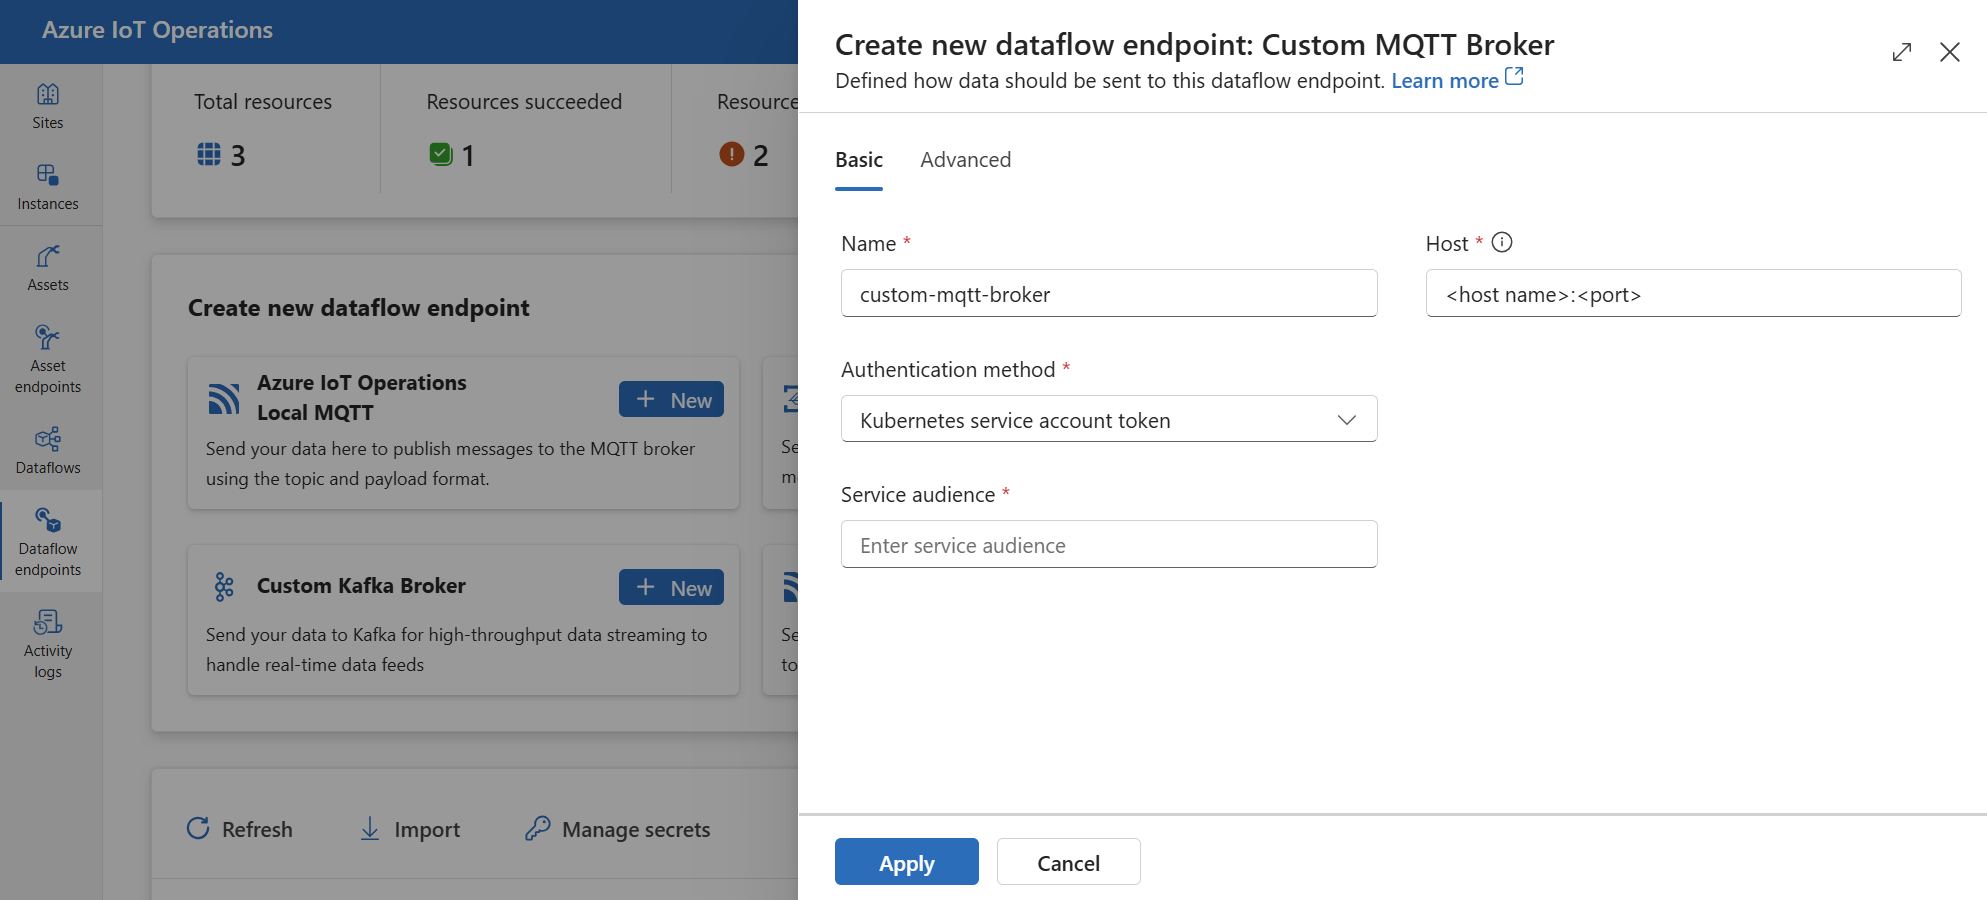 Azure IoT Operations
Sites
Instances
Assets
Asset
endpoints
Dataflows
Dataflow
endpoints
Activity
logs
Total resources
3
Resources succeeded
1
Resource
2
Create new dataflow endpoint
Azure IoT Operations
Local MQTT
+ New
Send your data here to publish messages to the MQTT broker
using the topic and payload format.
Se
m
Custom Kafka Broker
+ New
Send your data to Kafka for high-throughput data streaming to
handle real-time data feeds
Se
to
Refresh
Import
Manage secrets
Create new dataflow endpoint: Custom MQTT Broker
Defined how data should be sent to this dataflow endpoint. Learn more
Basic
Advanced
Name *
custom-mqtt-broker
Host *
<host name>:<port>
Authentication method *
Kubernetes service account token
Service audience *
Enter service audience
Apply
Cancel